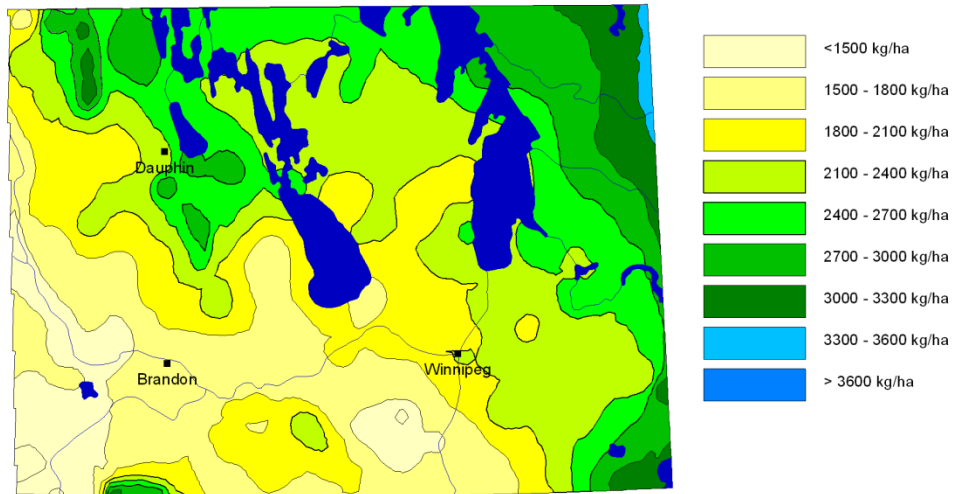 <1500 kg/ha
1500 - 1800 kg/ha
1800 - 2100 kg/ha
Dauphin
2100 - 2400 kg/ha
2400 - 2700 kg/ha
2700 - 3000 kg/ha
3000 - 3300 kg/ha
3300 - 3600 kg/ha
Winnipeg
Brandon
> 3600 kg/ha